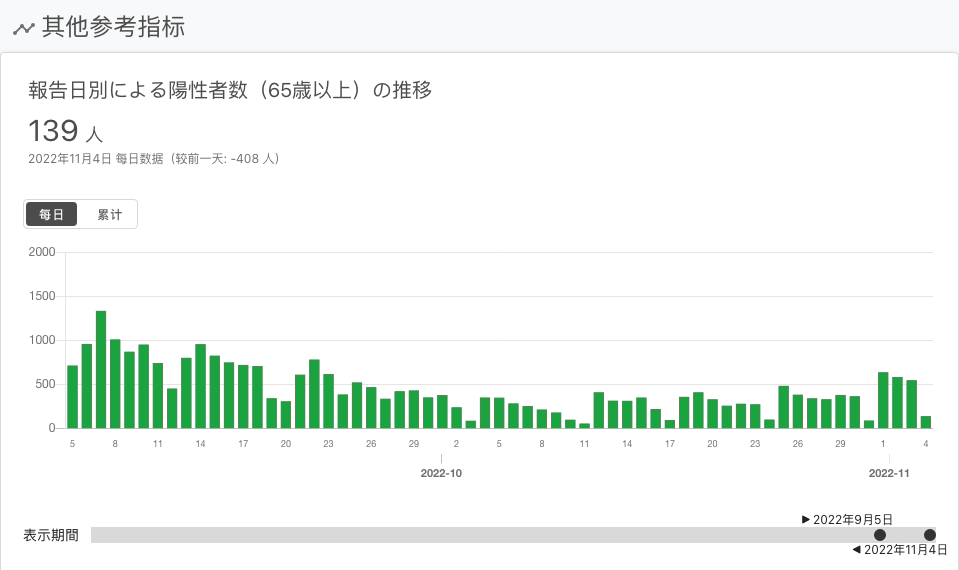 其他参考指标
報告日別による陽性者数（65歳以上）の推移
139 人
2022年11月4日 每日数据（较前一天: -408 人）
每日 累计
2000
1500
1000
500
0
5 8 11 14 17 20 23 26 29 2 5 8 11 14 17 20 23 26 29 1 4
2022-10 2022-11
2022年9月5日
表示期間
2022年11月4日